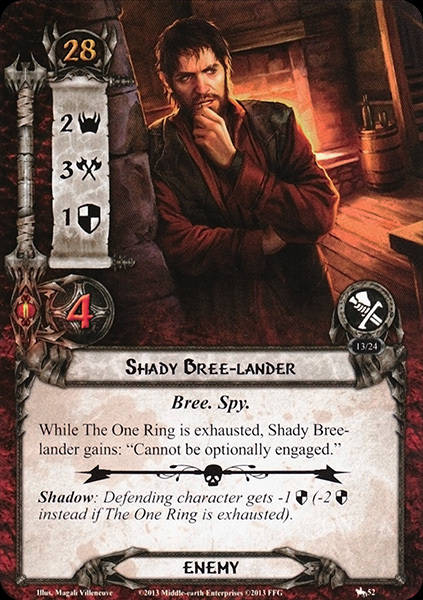 28
2
3
1
4
13/24
Shady Bree-lander
Bree. Spy.
While The One Ring is exhausted, Shady Bree-
lander gains: “Cannot be optionally engaged.”
Shadow: Defending character gets -1 (-2
instead if The One Ring is exhausted).
ENEMY
Illus. Magali Villeneuve ©2013 Middle-earth Enterprises ©2013 FFG 52